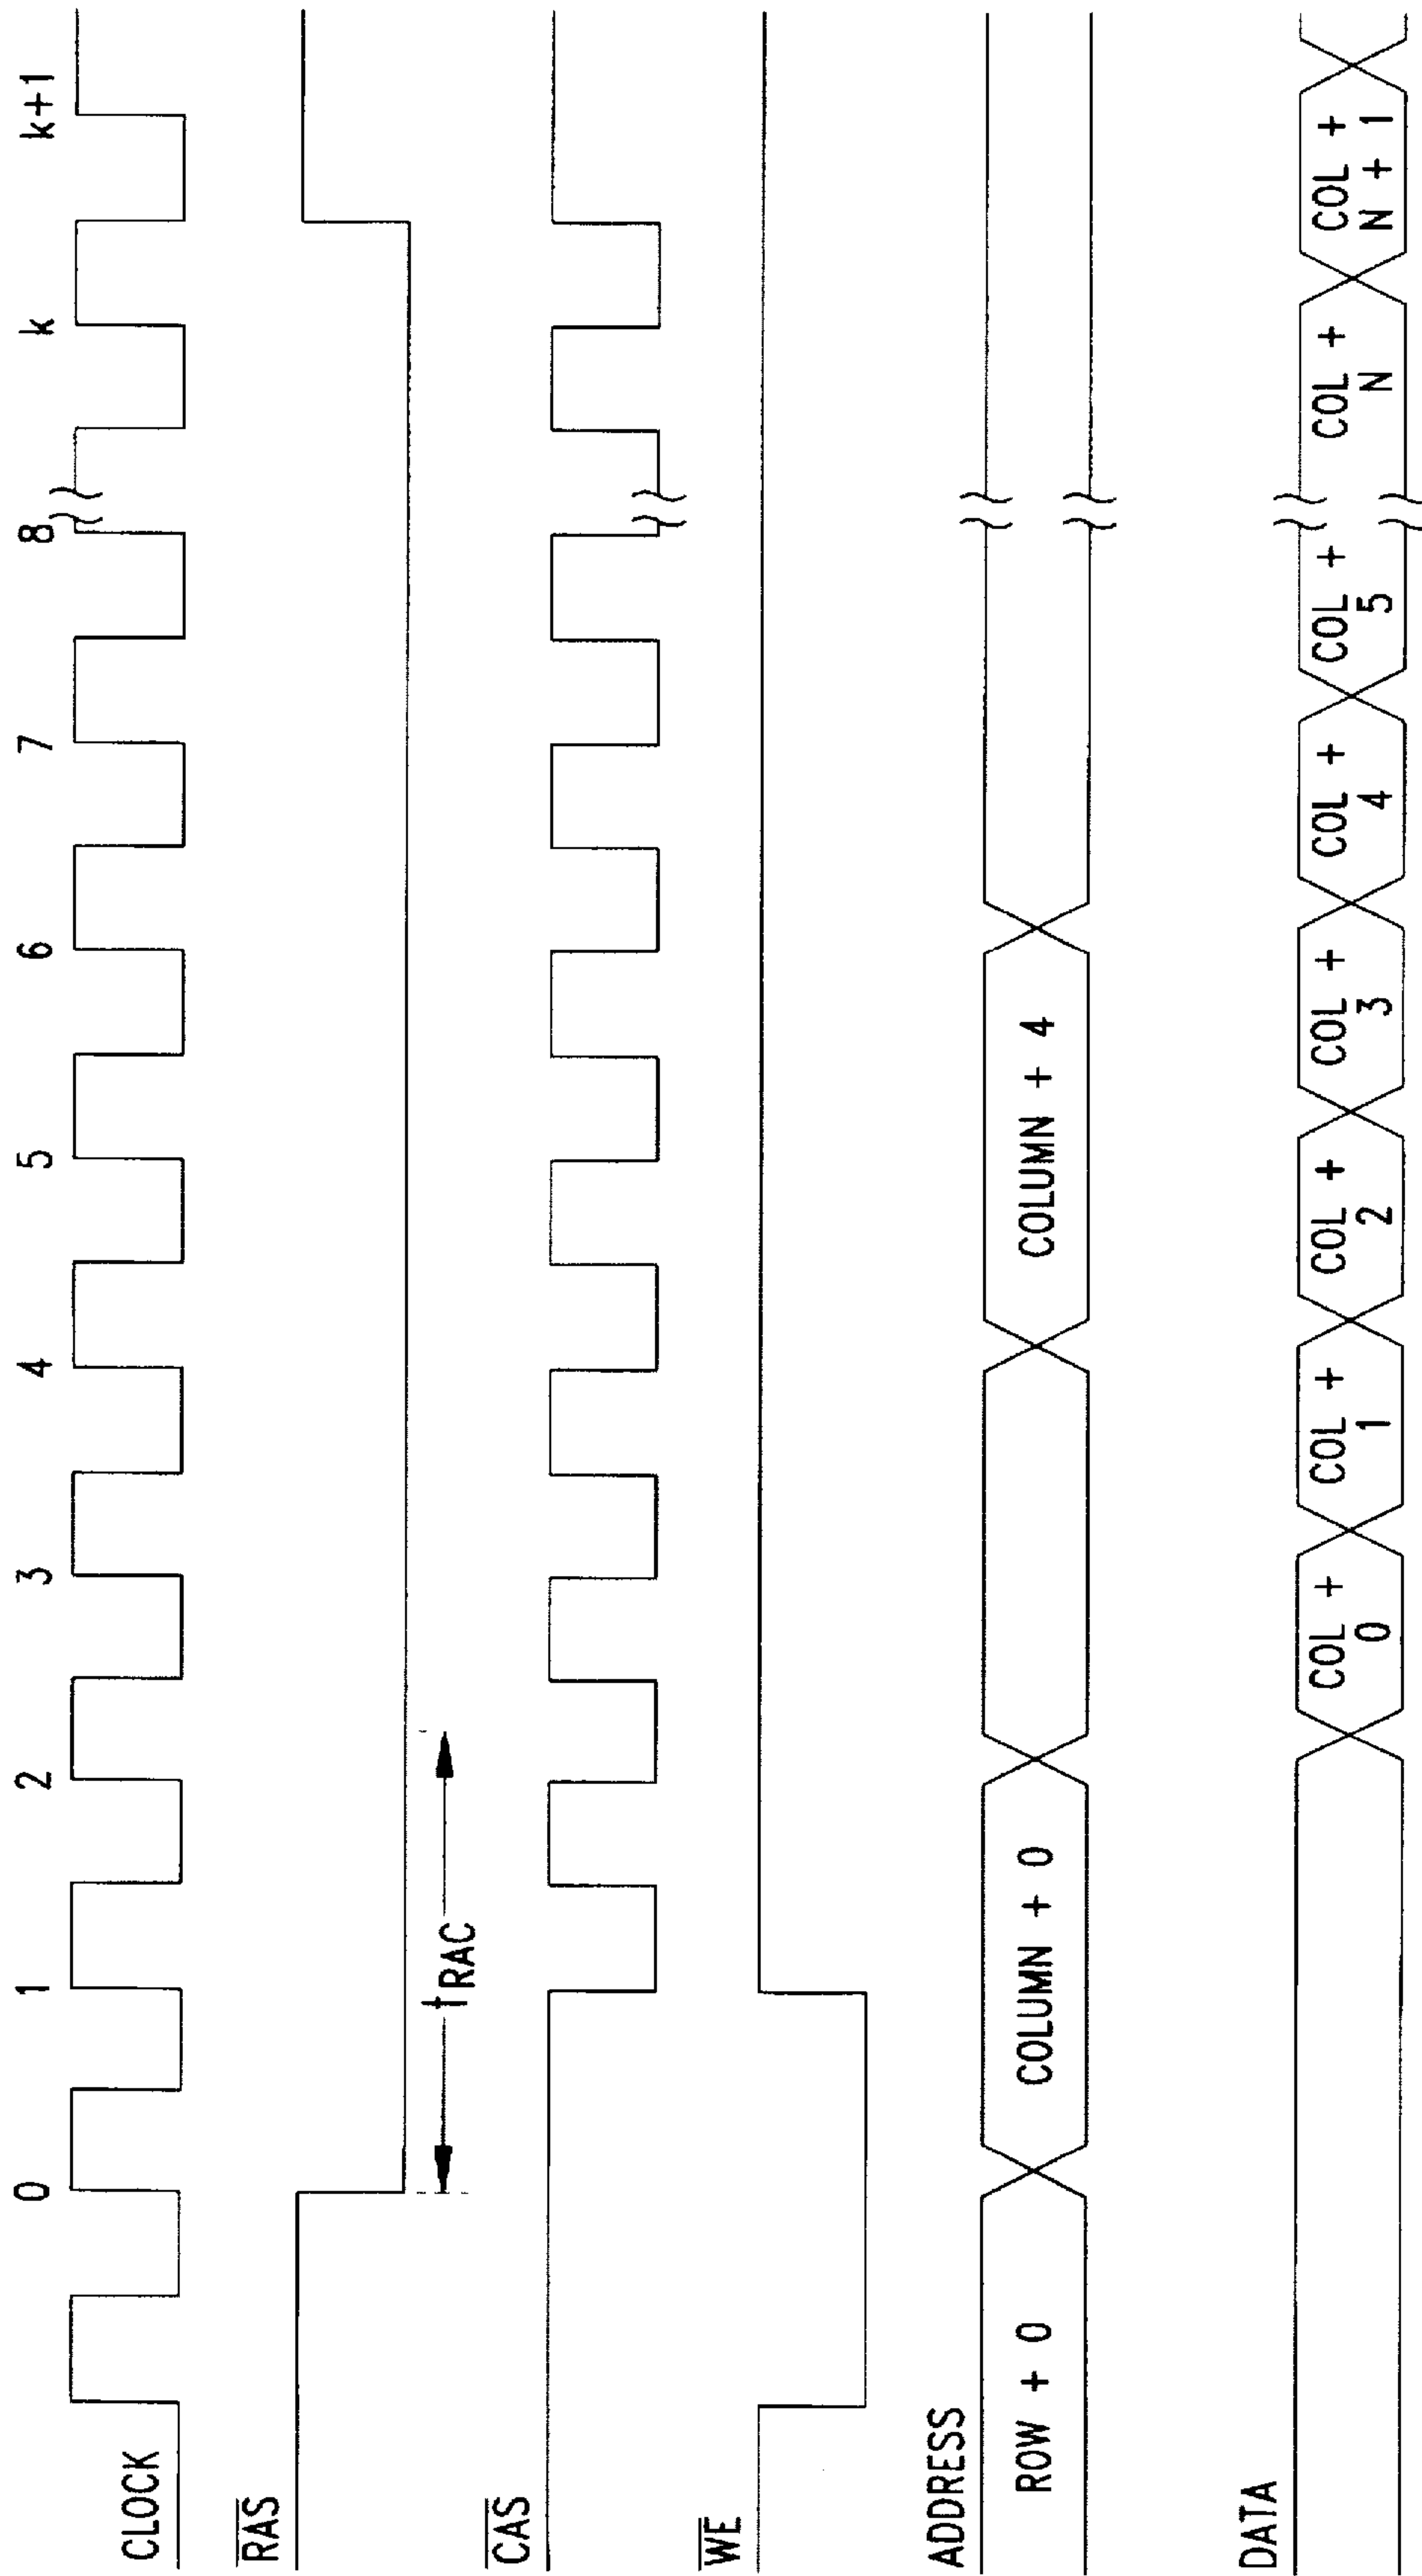 0 1 2 3 4 5 6 7 8 k k+1
CLOCK
RAS
tRAC
CAS
WE
ADDRESS
ROW + 0
COLUMN + 0
COLUMN + 4
DATA
COL +
0
COL +
1
COL +
2
COL +
3
COL +
4
COL +
5
COL +
N
COL +
N + 1